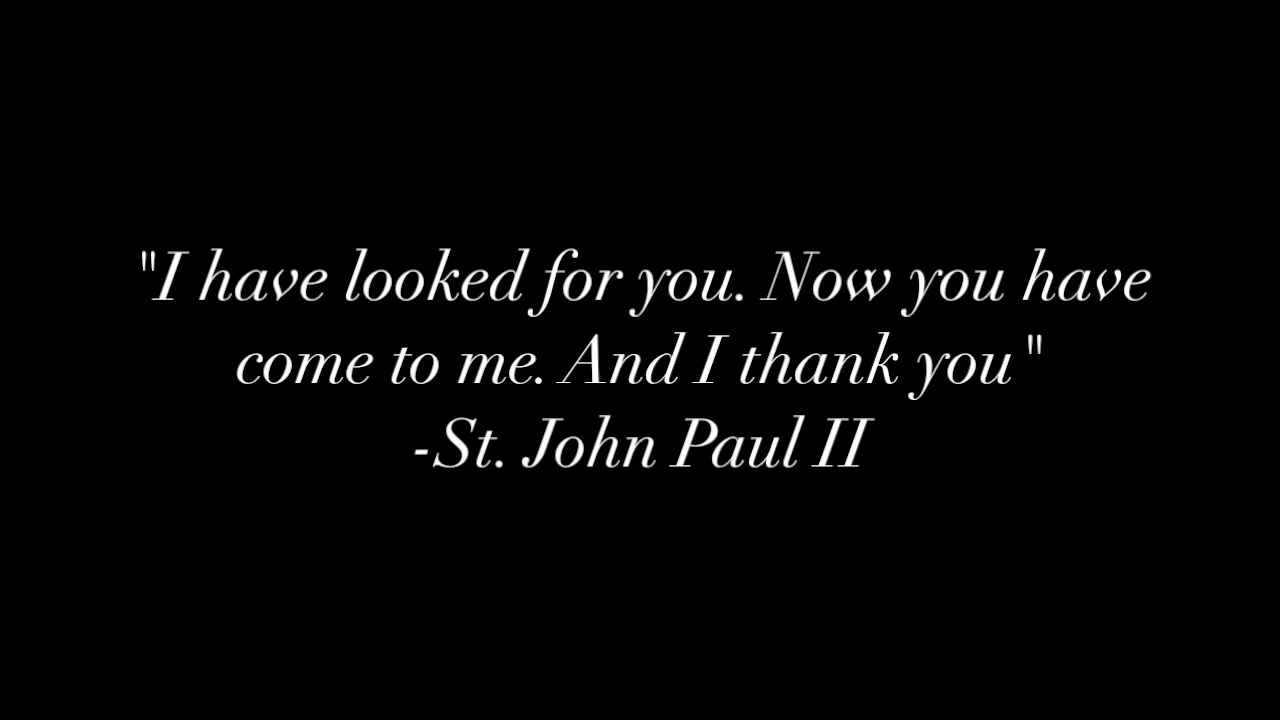 "I have looked for you. Now you have
come to me. And I thank you"
-St. John Paul II